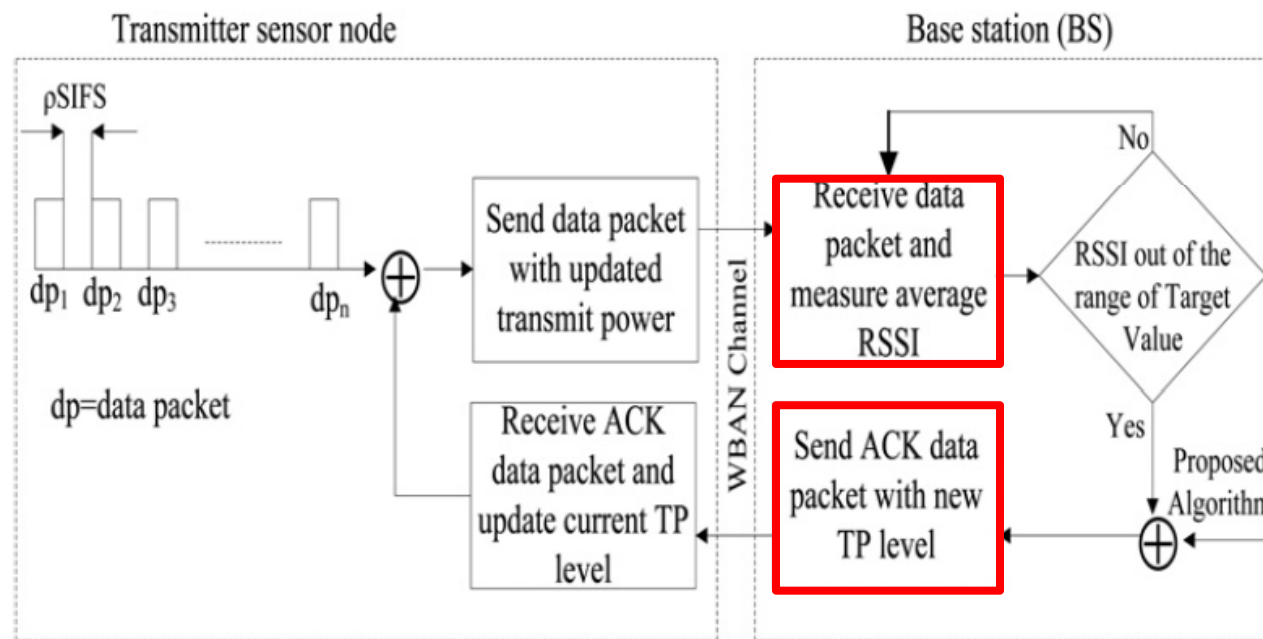 Transmitter sensor node
Base station (BS)
ρSIFS
dp1
dp2
dp3
dpn
dp=data packet
Send data packet
with updated
transmit power
Receive ACK
data packet and
update current TP
level
WBAN Channel
Receive data
packet and
measure average
RSSI
No
RSSI out of the
range of Target
Value
Yes
Send ACK data
packet with new
TP level
Proposed
Algorithm